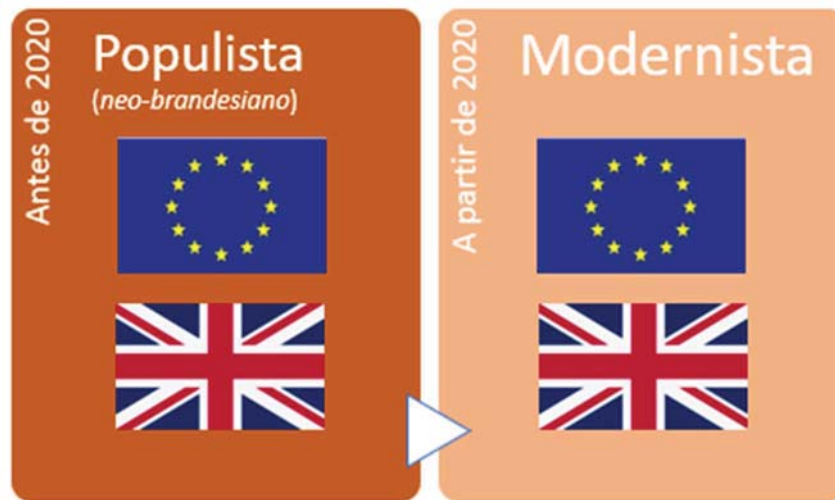 Antes de 2020
Populista
(neo-brandesiano)
A partir de 2020
Modernista